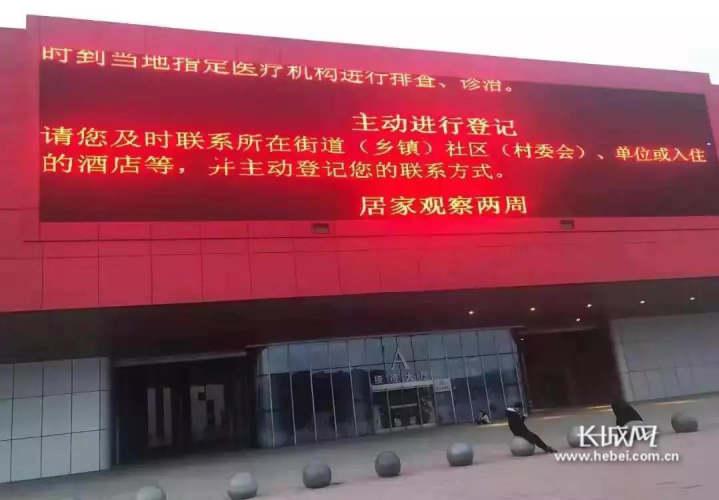 时到当地指定医疗机构进行排查、诊治。
主动进行登记
请您及时联系所在街道（乡镇）社区（村委会）、单位或入住
的酒店等，并主动登记您的联系方式。
居家观察两周
A
长城网
www.hebei.com.cn